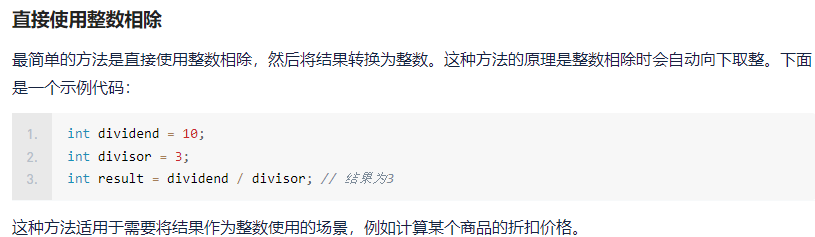 直接使用整数相除
最简单的方法是直接使用整数相除，然后将结果转换为整数。这种方法的原理是整数相除时会自动向下取整。下面
是一个示例代码：
1. int dividend = 10;
2. int divisor = 3;
3. int result = dividend / divisor; // 结果为3
这种方法适用于需要将结果作为整数使用的场景，例如计算某个商品的折扣价格。